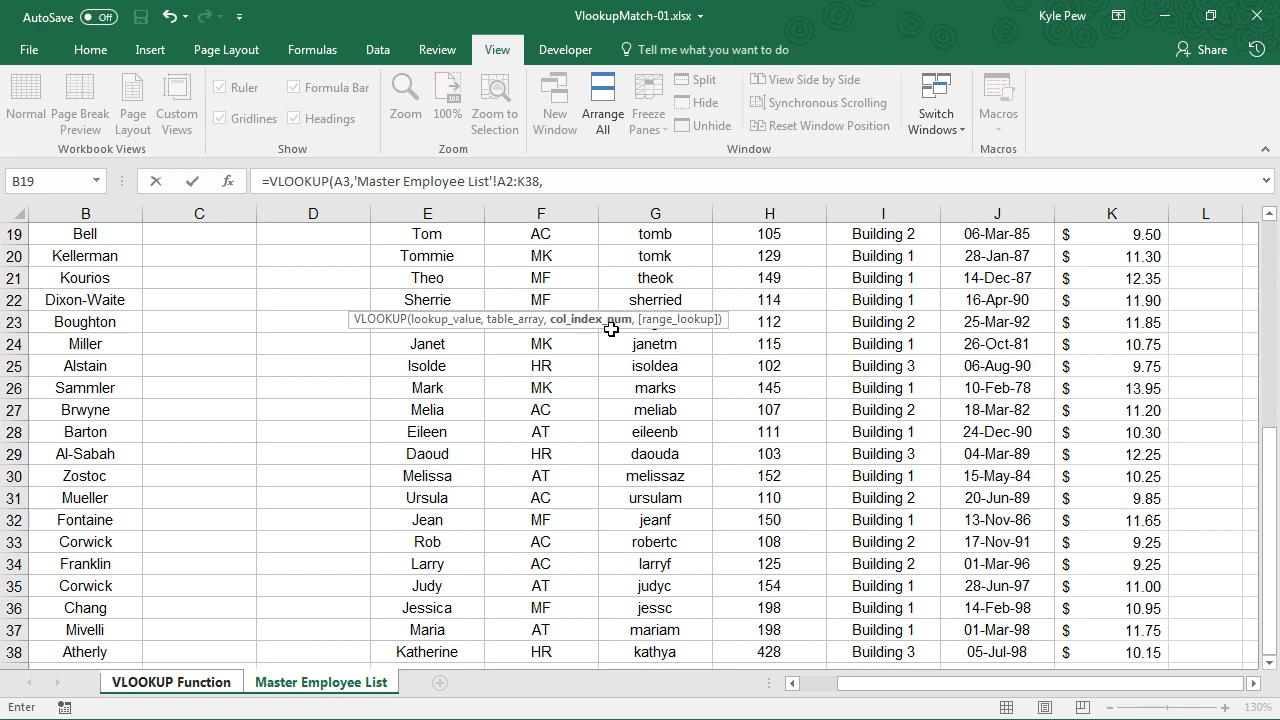 AutoSave Off VlookupMatch-01.xlsx Kyle Pew
File Home Insert Page Layout Formulas Data Review View Developer Tell me what you want to do Share
Normal Page Break Preview Page Layout Custom Views
Ruler Formula Bar
Gridlines Headings
Zoom 100% Zoom to Selection
New Window Arrange All Freeze Panes
Split
Hide
Unhide
View Side by Side
Synchronous Scrolling
Reset Window Position
Switch Windows
Macros
Workbook Views Show Zoom Window Macros
B19 fx =VLOOKUP(A3,'Master Employee List'!A2:K38,
B C D E F G H I J K L
19 Bell Tom AC tomb 105 Building 2 06-Mar-85 $ 9.50
20 Kellerman Tommie MK tomk 129 Building 1 28-Jan-87 $ 11.30
21 Kourios Theo MF theok 149 Building 1 14-Dec-87 $ 12.35
22 Dixon-Waite Sherrie MF sherried 114 Building 1 16-Apr-90 $ 11.90
VLOOKUP(lookup_value, table_array, col_index_num, [range_lookup])
23 Boughton 112 Building 2 25-Mar-92 $ 11.85
24 Miller Janet MK janetm 115 Building 1 26-Oct-81 $ 10.75
25 Alstain Isolde HR isoldea 102 Building 3 06-Aug-90 $ 9.75
26 Sammler Mark MK marks 145 Building 1 10-Feb-78 $ 13.95
27 Brwyne Melia AC meliab 107 Building 2 18-Mar-82 $ 11.20
28 Barton Eileen AT eileenb 111 Building 1 24-Dec-90 $ 10.30
29 Al-Sabah Daoud HR daouda 103 Building 3 04-Mar-89 $ 12.25
30 Zostoc Melissa AT melissaz 152 Building 1 15-May-84 $ 10.25
31 Mueller Ursula AC ursulam 110 Building 2 20-Jun-89 $ 9.85
32 Fontaine Jean MF jeanf 150 Building 1 13-Nov-86 $ 11.65
33 Corwick Rob AC robertc 108 Building 2 17-Nov-91 $ 9.25
34 Franklin Larry AC larryf 125 Building 2 01-Mar-96 $ 9.25
35 Corwick Judy AT judyc 154 Building 1 28-Jun-97 $ 11.00
36 Chang Jessica MF jessc 198 Building 1 14-Feb-98 $ 10.95
37 Mivelli Maria AT mariam 198 Building 1 01-Mar-98 $ 11.75
38 Atherly Katherine HR kathya 428 Building 3 05-Jul-98 $ 10.15
VLOOKUP Function Master Employee List
Enter 130%